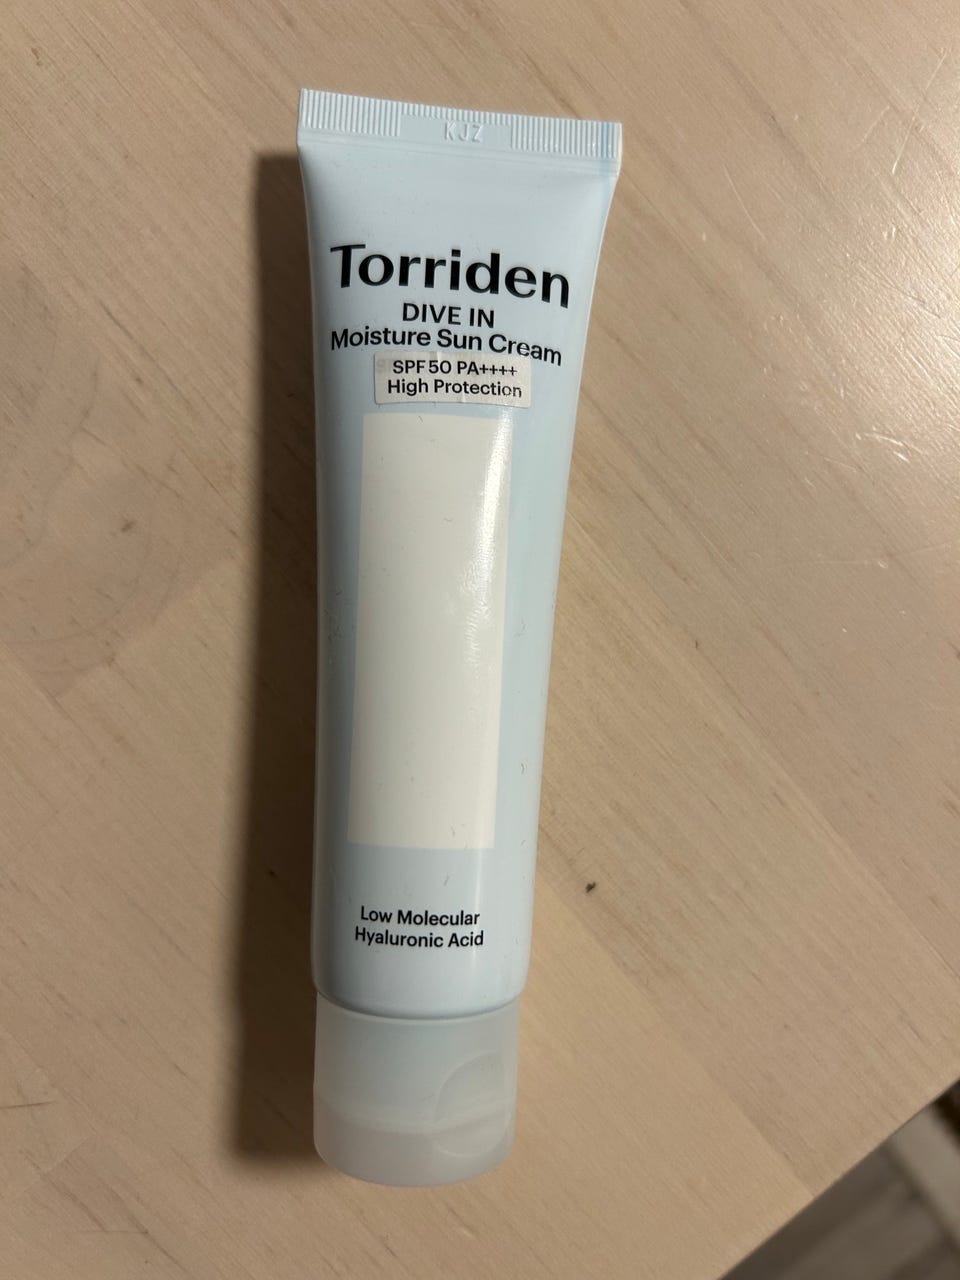 KJZ
Torriden
DIVE IN
Moisture Sun Cream
SPF 50 PA++++
High Protection
Low Molecular
Hyaluronic Acid